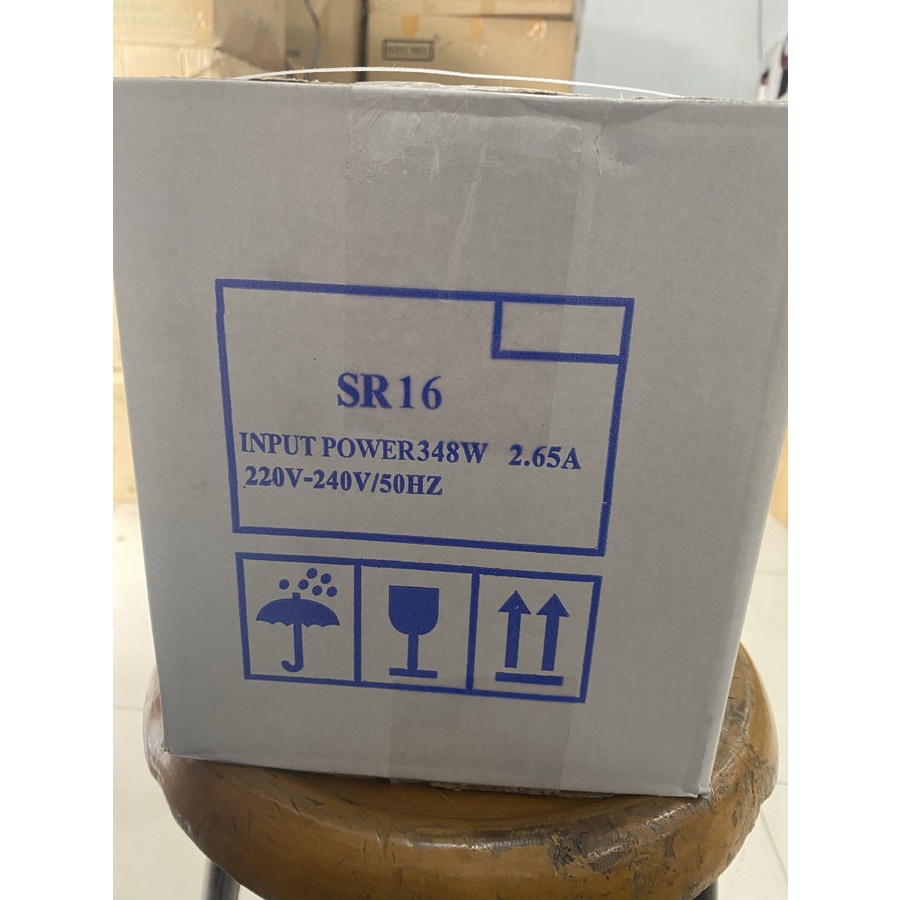 SR16
INPUT POWER348W 2.65A
220V-240V/50HZ